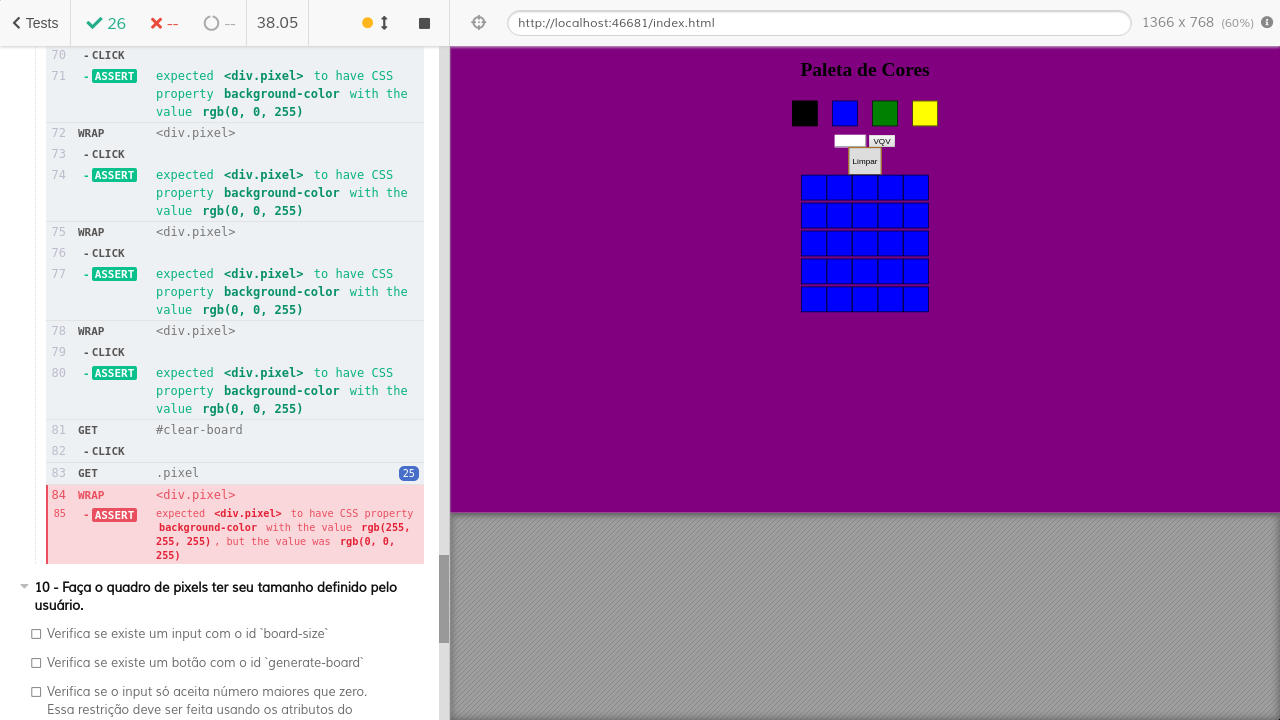 Tests 26 -- -- 38.05 http://localhost:46681/index.html 1366 x 768 (60%)
70 - CLICK
71 - ASSERT expected <div.pixel> to have CSS
property background-color with the
value rgb(0, 0, 255)
72 WRAP <div.pixel>
73 - CLICK
74 - ASSERT expected <div.pixel> to have CSS
property background-color with the
value rgb(0, 0, 255)
75 WRAP <div.pixel>
76 - CLICK
77 - ASSERT expected <div.pixel> to have CSS
property background-color with the
value rgb(0, 0, 255)
78 WRAP <div.pixel>
79 - CLICK
80 - ASSERT expected <div.pixel> to have CSS
property background-color with the
value rgb(0, 0, 255)
81 GET #clear-board
82 - CLICK
83 GET .pixel 25
84 WRAP <div.pixel>
85 - ASSERT expected <div.pixel> to have CSS property
background-color with the value rgb(255,
255, 255) , but the value was rgb(0, 0,
255)
10 - Faça o quadro de pixels ter seu tamanho definido pelo
usuário.
Verifica se existe um input com o id `board-size`
Verifica se existe um botão com o id `generate-board`
Verifica se o input só aceita número maiores que zero.
Essa restrição deve ser feita usando os atributos do
Paleta de Cores
VQV
Limpar